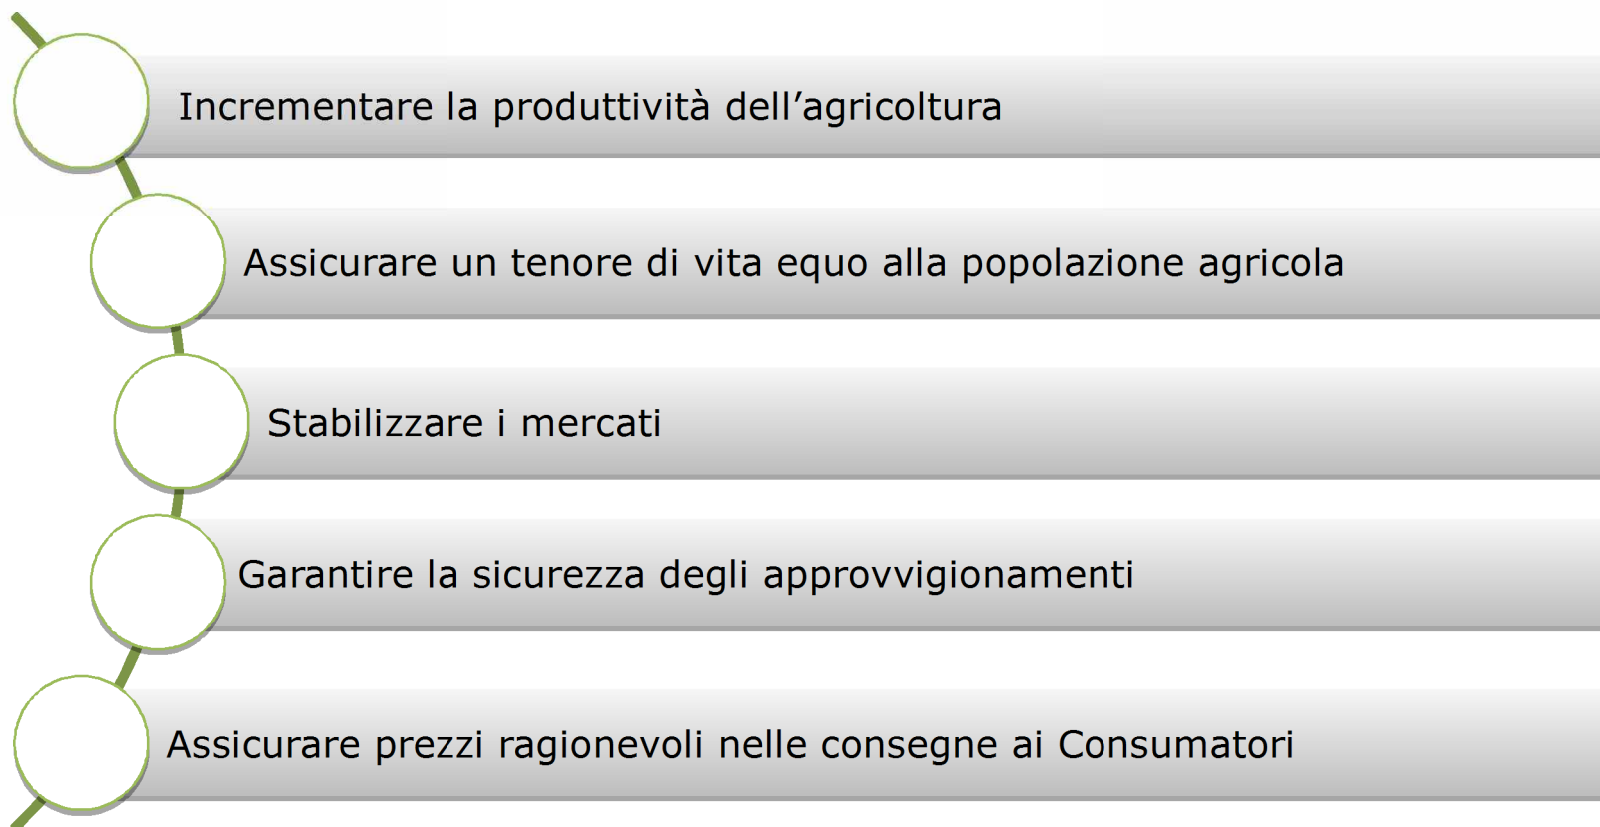 Incrementare la produttività dell’agricoltura
Assicurare un tenore di vita equo alla popolazione agricola
Stabilizzare i mercati
Garantire la sicurezza degli approvvigionamenti
Assicurare prezzi ragionevoli nelle consegne ai Consumatori